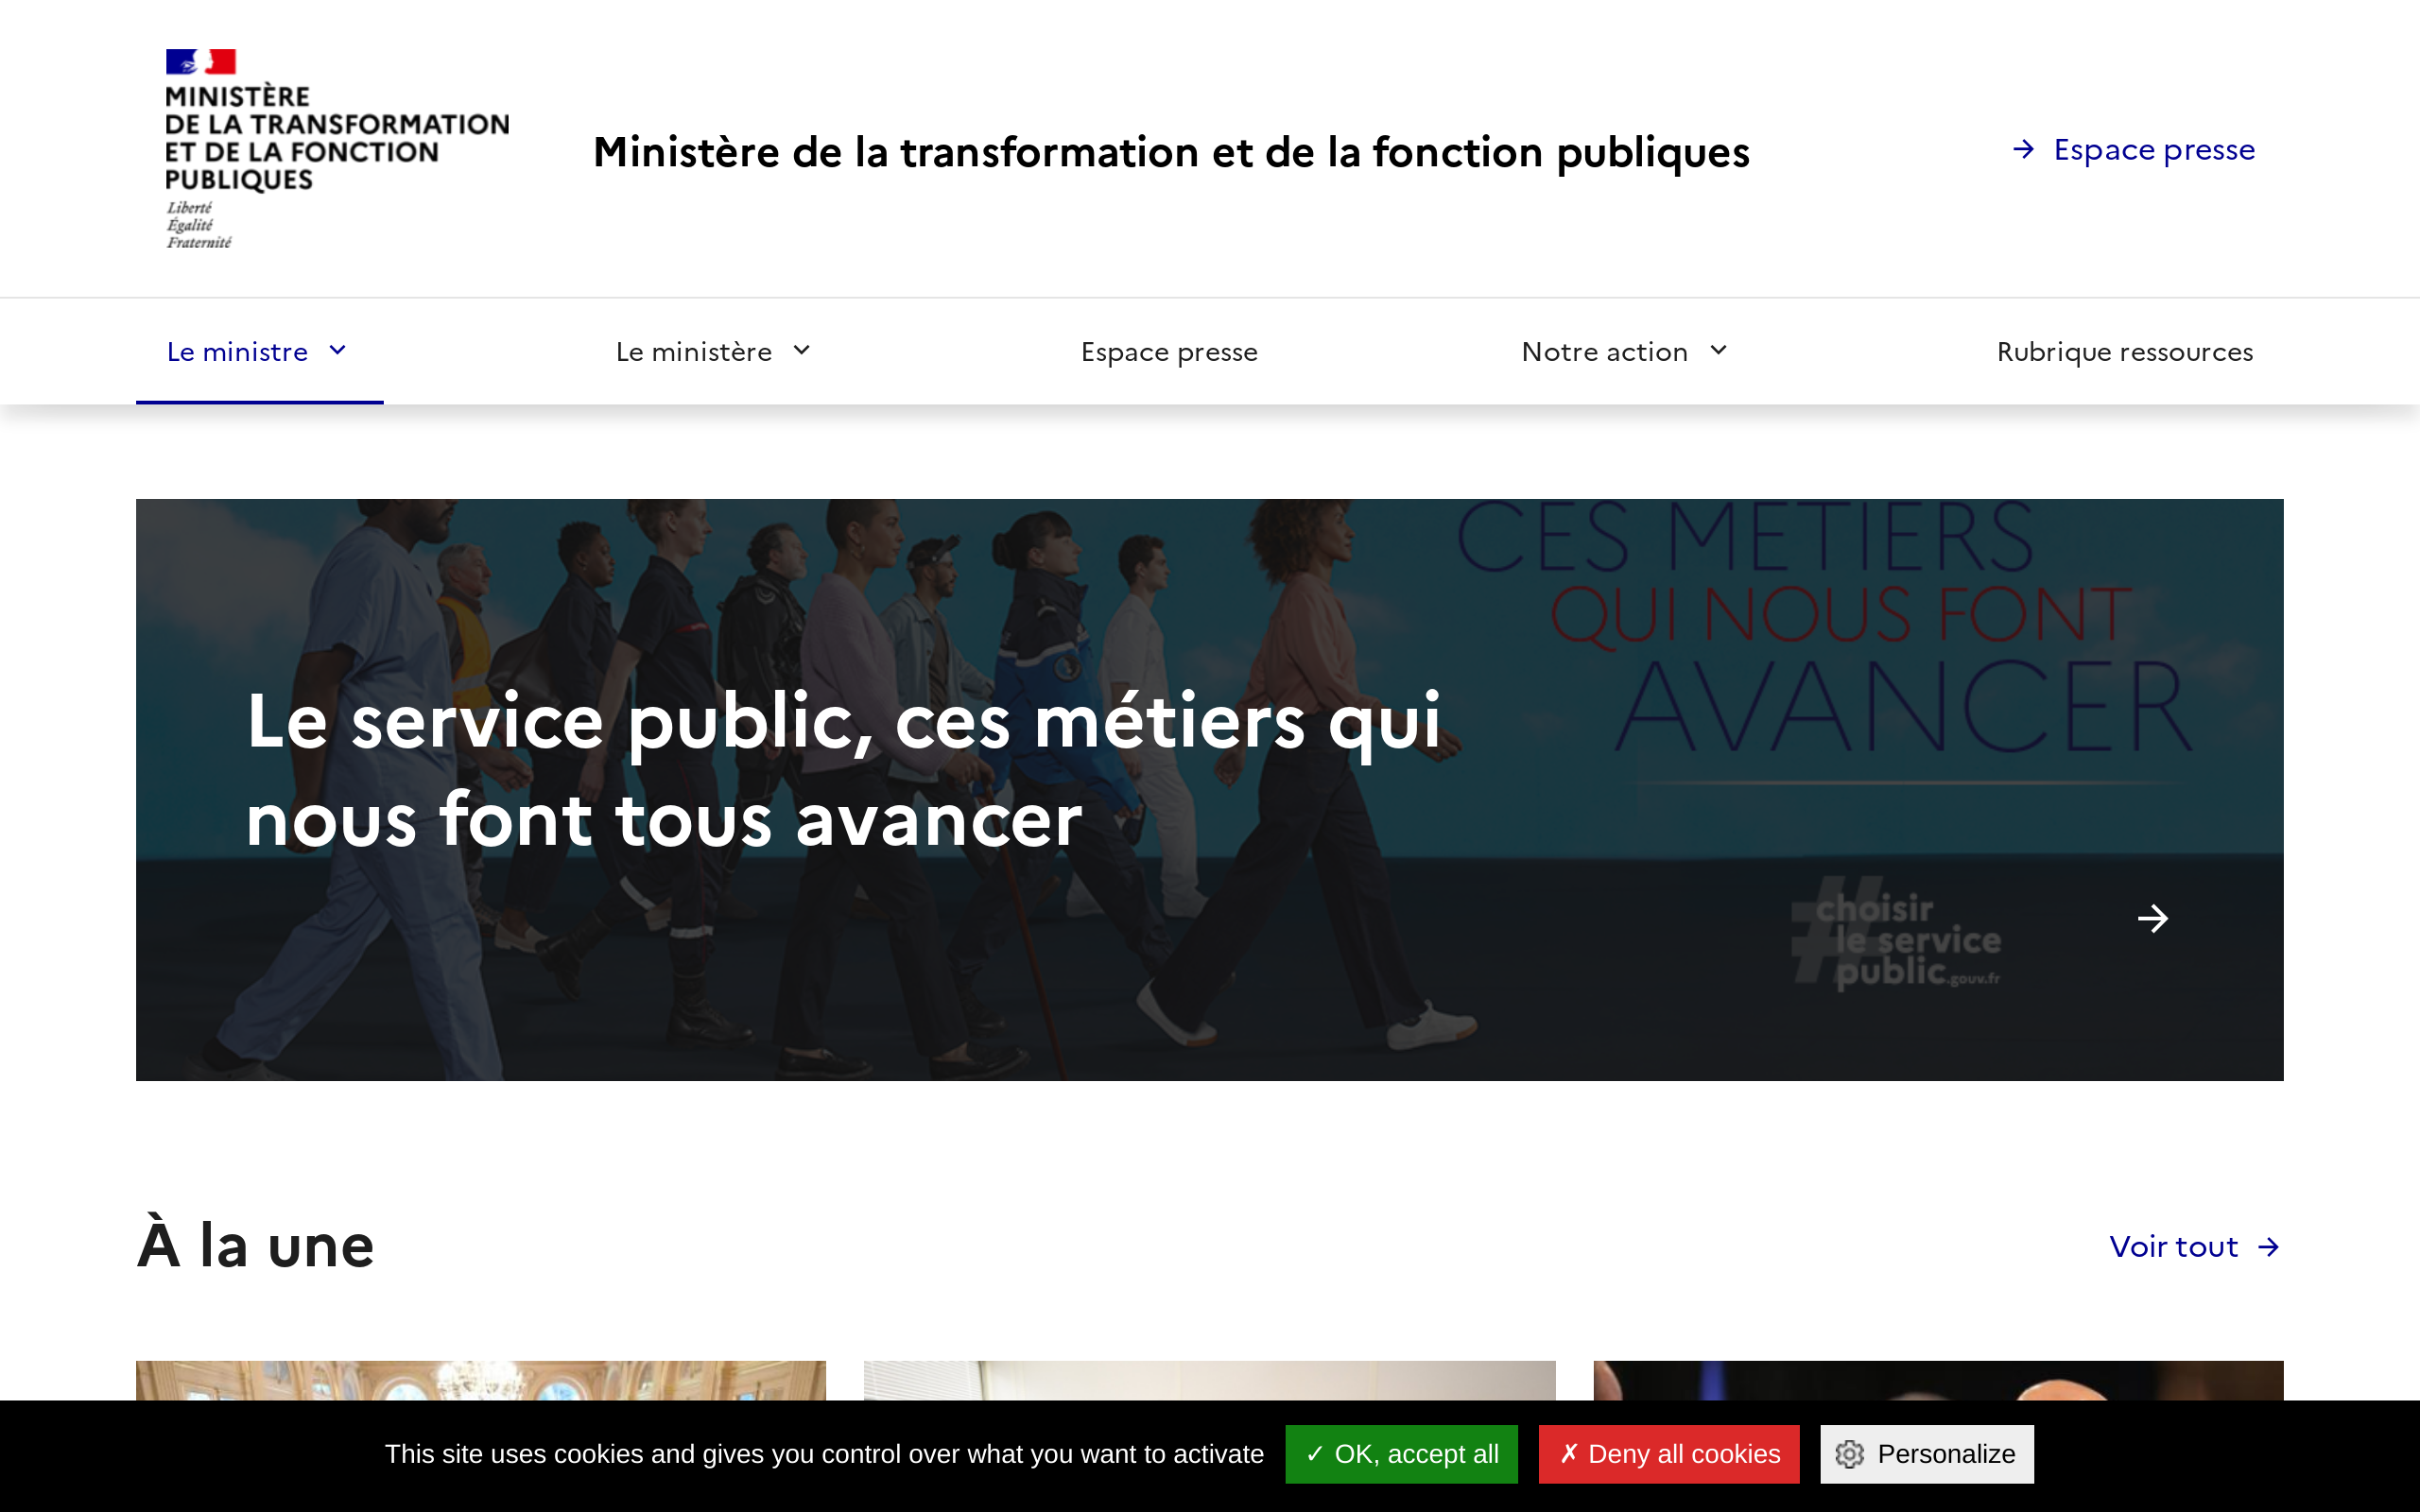 MINISTÈRE
DE LA TRANSFORMATION
ET DE LA FONCTION
PUBLIQUES
Liberté
Égalité
Fraternité
Ministère de la transformation et de la fonction publiques
Espace presse
Le ministre
Le ministère
Espace presse
Notre action
Rubrique ressources
CES MÉTIERS
QUI NOUS FONT
AVANCER
Le service public, ces métiers qui
nous font tous avancer
#choisir
le service
public.gouv.fr
À la une
Voir tout
This site uses cookies and gives you control over what you want to activate
✓ OK, accept all
✗ Deny all cookies
Personalize